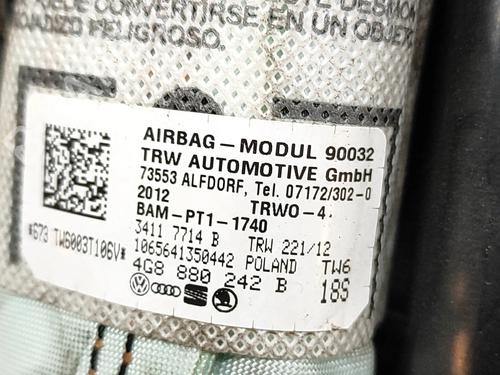 PUEDE CONVERTIRSE EN UN OBJET
PELIGROSO.
AIRBAG – MODUL 90032
TRW AUTOMOTIVE GmbH
73553 ALFDORF, Tel. 07172/302-0
2012 TRWO-4
BAM-PT1-1740
3411 7714 B TRW 221/12
1065641350442 POLAND TW6
4G8 880 242 B 18S
*673 TW6003T106V*